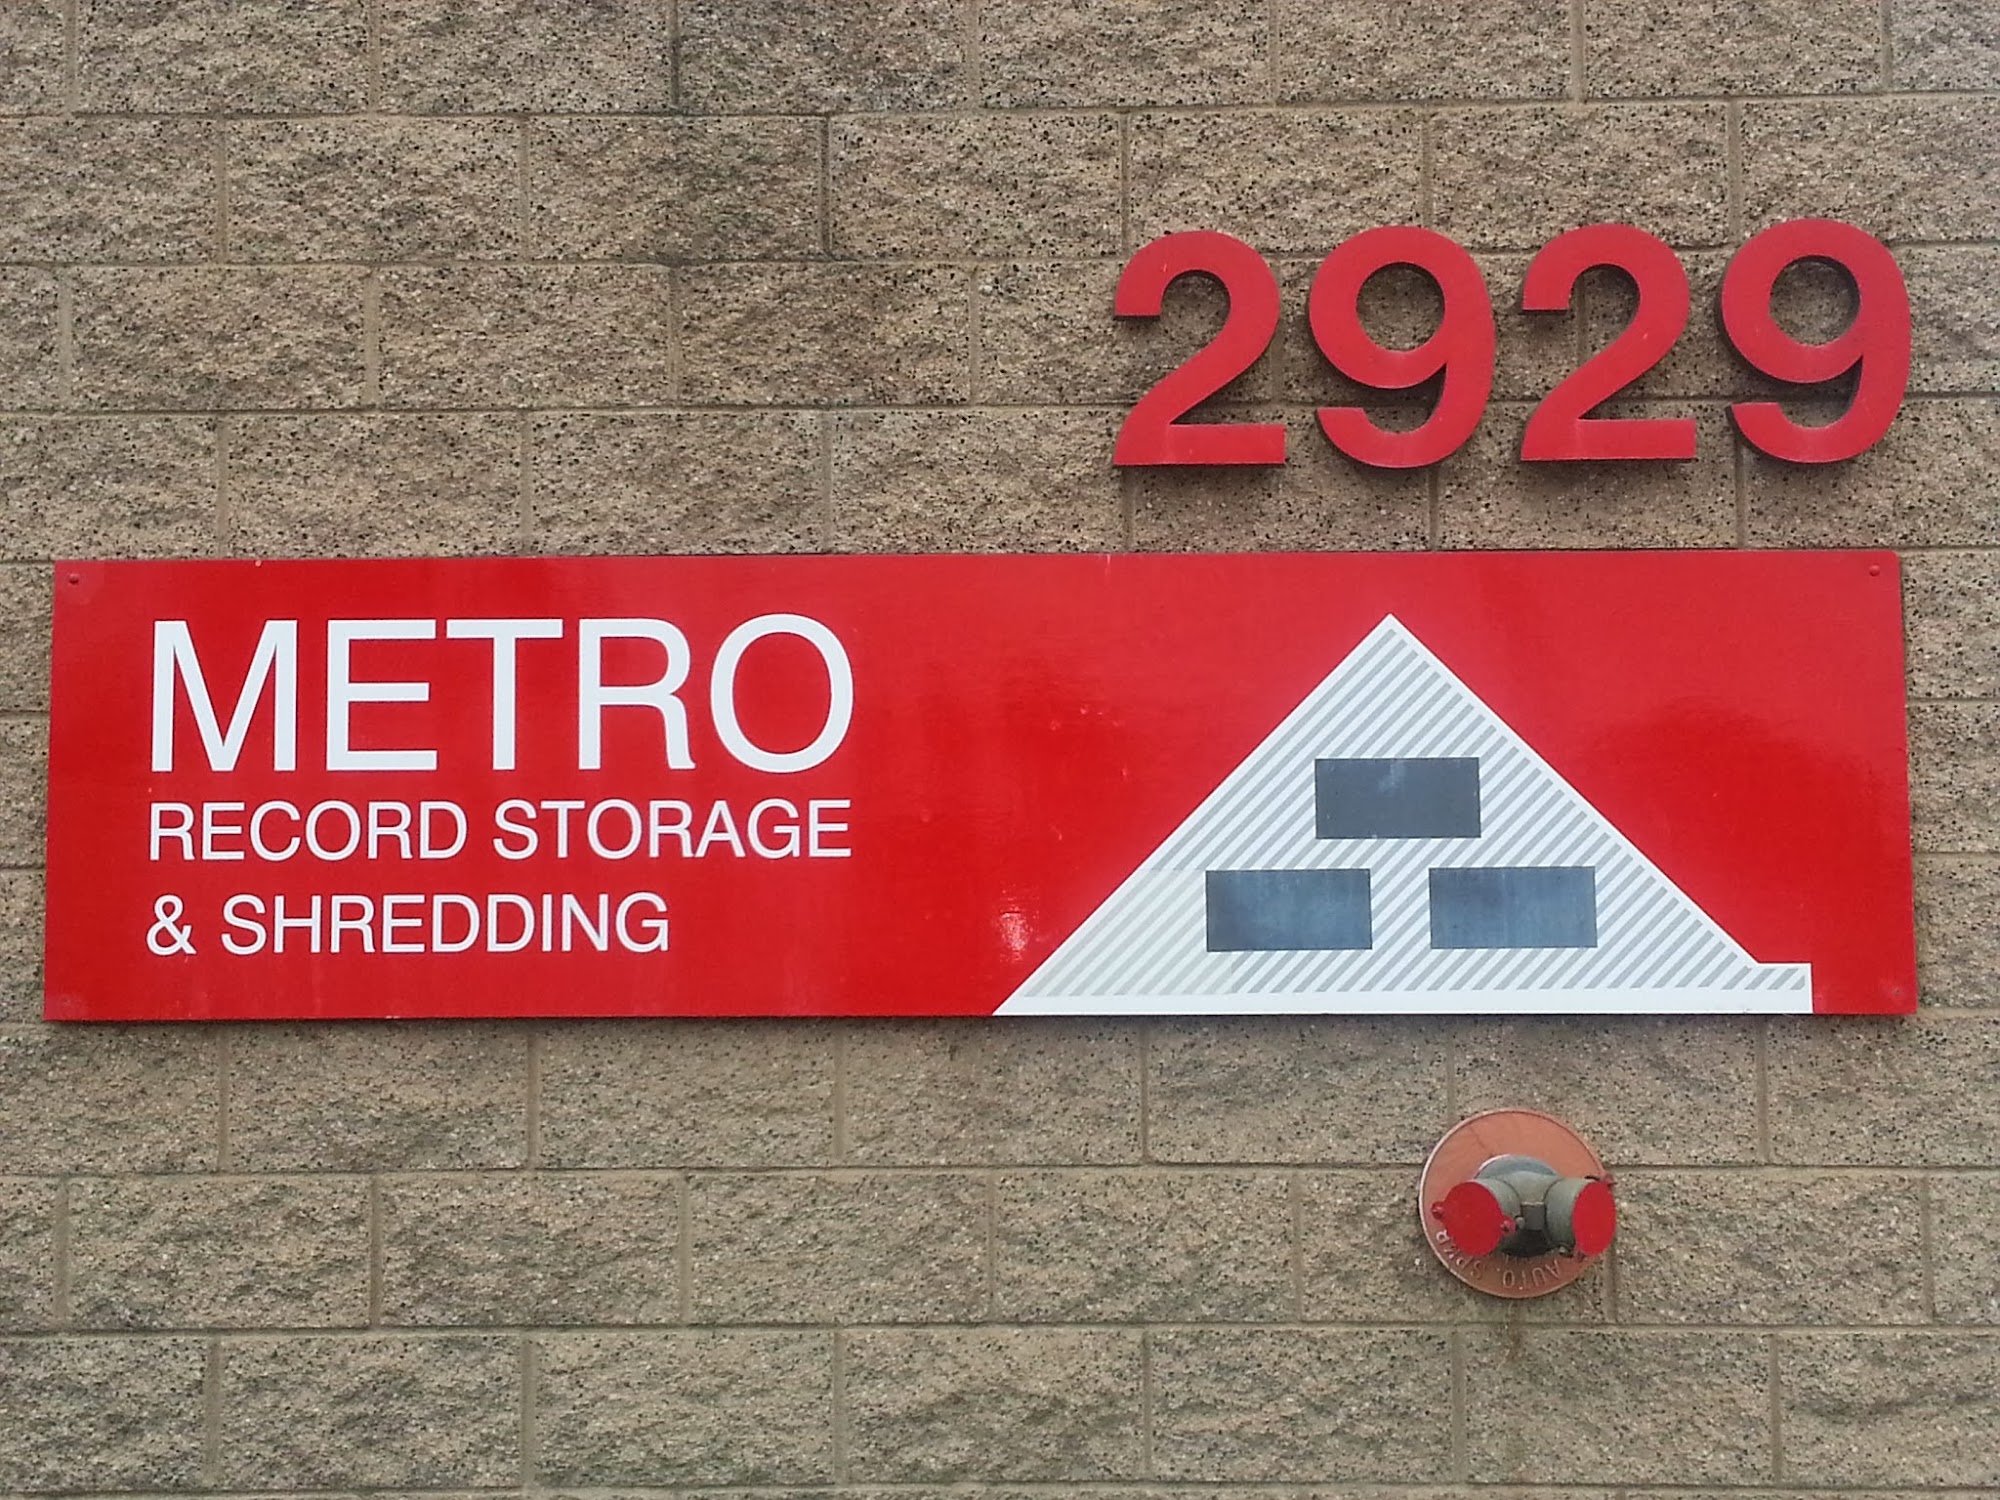 2929
METRO
RECORD STORAGE
& SHREDDING
AUTO. SPKR